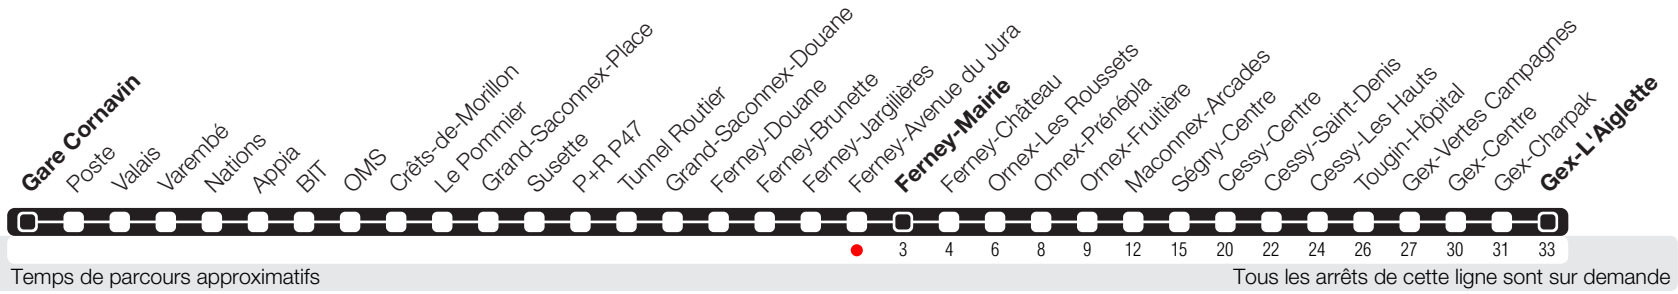 Gare Cornavin
Poste
Valais
Varembé
Nations
Appia
BIT
OMS
Crêts-de-Morillon
Le Pommier
Grand-Saconnex-Place
Susette
P+R P47
Tunnel Routier
Grand-Saconnex-Douane
Ferney-Douane
Ferney-Brunette
Ferney-Jargilières
Ferney-Avenue du Jura
Ferney-Mairie
Ferney-Château
Ornex-Les Roussets
Ornex-Prénépla
Ornex-Fruitière
Maconnex-Arcades
Ségny-Centre
Cessy-Centre
Cessy-Saint-Denis
Cessy-Les Hauts
Tougin-Hôpital
Gex-Vertes Campagnes
Gex-Centre
Gex-Charpak
Gex-L'Aiglette
3 4 6 8 9 12 15 20 22 24 26 27 30 31 33
Temps de parcours approximatifs
Tous les arrêts de cette ligne sont sur demande